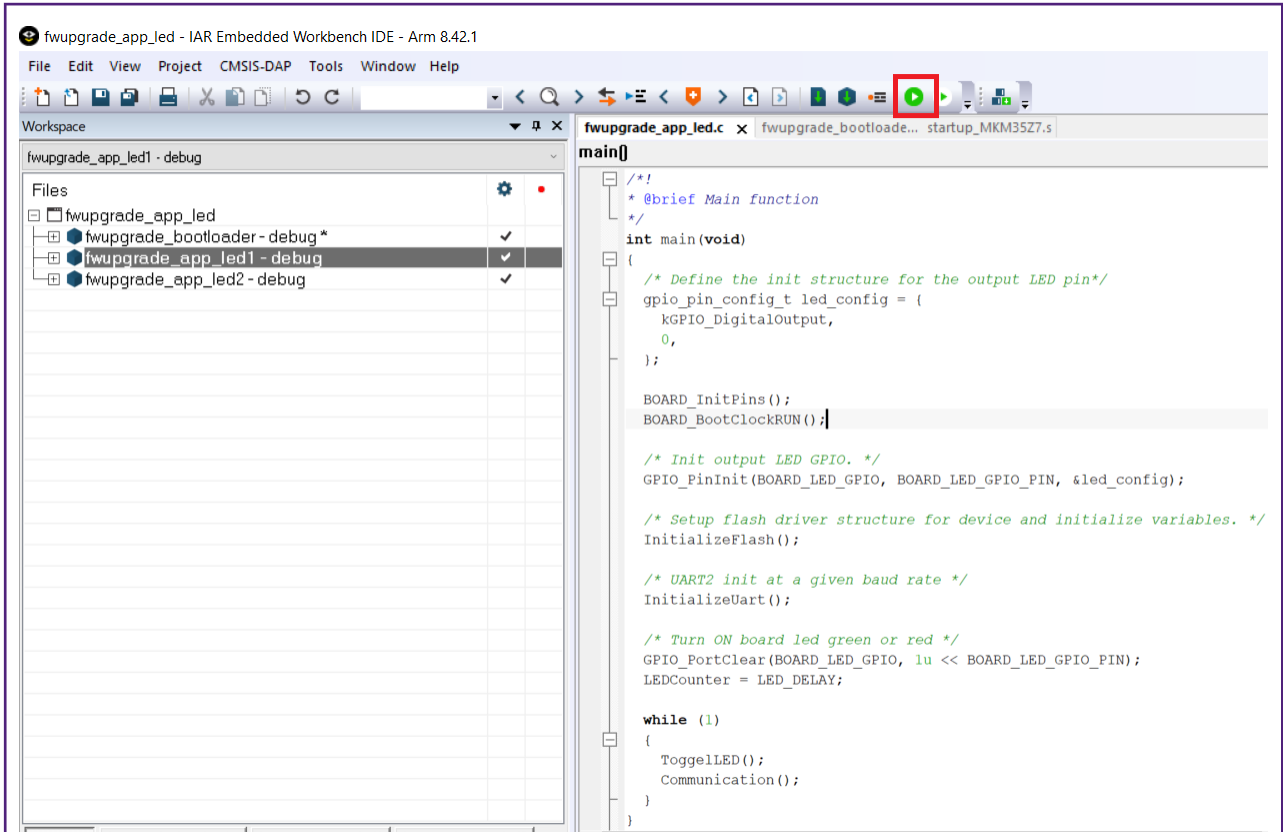 fwupgrade_app_led - IAR Embedded Workbench IDE - Arm 8.42.1
File Edit View Project CMSIS-DAP Tools Window Help
Workspace
fwupgrade_app_led1 - debug
Files
fwupgrade_app_led
fwupgrade_bootloader - debug *
fwupgrade_app_led1 - debug
fwupgrade_app_led2 - debug
fwupgrade_app_led.c fwupgrade_bootloade... startup_MKM35Z7.s
main()
/*!
* @brief Main function
*/
int main(void)
{
/* Define the init structure for the output LED pin*/
gpio_pin_config_t led_config = {
kGPIO_DigitalOutput,
0,
};
BOARD_InitPins();
BOARD_BootClockRUN();
/* Init output LED GPIO. */
GPIO_PinInit(BOARD_LED_GPIO, BOARD_LED_GPIO_PIN, &led_config);
/* Setup flash driver structure for device and initialize variables. */
InitializeFlash();
/* UART2 init at a given baud rate */
InitializeUart();
/* Turn ON board led green or red */
GPIO_PortClear(BOARD_LED_GPIO, 1u << BOARD_LED_GPIO_PIN);
LEDCounter = LED_DELAY;
while (1)
{
ToggelLED();
Communication();
}
}